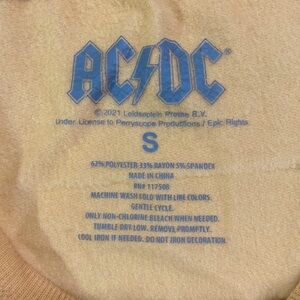 AC/DC®
©2021 Leidseplein Presse B.V.
Under License to Perryscope Productions / Epic Rights
S
62% POLYESTER 33% RAYON 5% SPANDEX
MADE IN CHINA
RN# 117508
MACHINE WASH COLD WITH LIKE COLORS.
GENTLE CYCLE.
ONLY NON-CHLORINE BLEACH WHEN NEEDED.
TUMBLE DRY LOW. REMOVE PROMPTLY.
COOL IRON IF NEEDED. DO NOT IRON DECORATION.